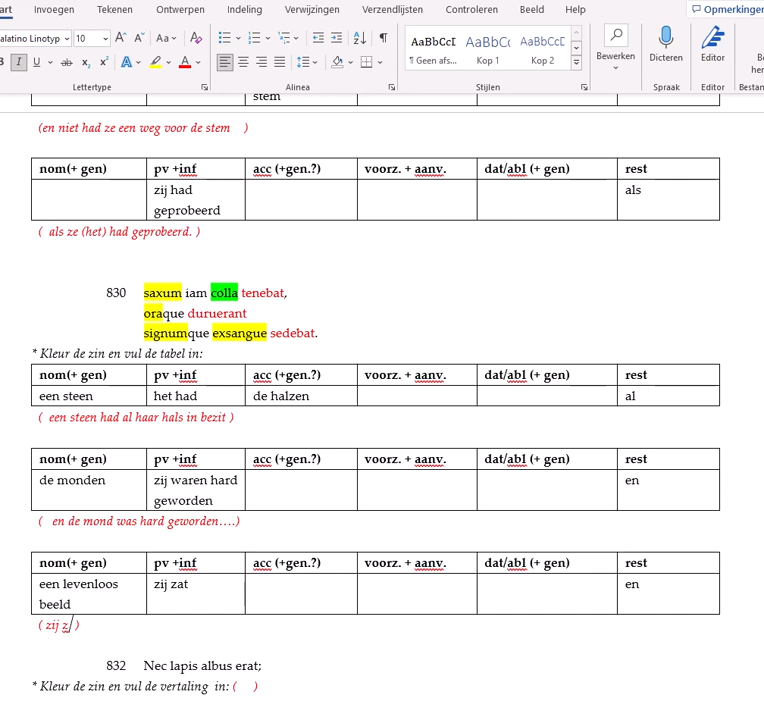 art Invoegen Tekenen Ontwerpen Indeling Verwijzingen Verzendlijsten Controleren Beeld Help Opmerkingen
alatino Linotyp 10 A A Aa A
B I U ab x₂ x² A A
AaBbCcI AaBbCc AaBbCcE
¶ Geen afs... Kop 1 Kop 2
Bewerken Dicteren Editor
Lettertype Alinea Stijlen Spraak Editor Bestan
stem
(en niet had ze een weg voor de stem )
nom(+ gen) pv +inf acc (+gen.?) voorz. + aanv. dat/abl (+ gen) rest
zij had als
geprobeerd
( als ze (het) had geprobeerd. )
830 saxum iam colla tenebat,
oraque duruerant
signumque exsangue sedebat.
* Kleur de zin en vul de tabel in:
nom(+ gen) pv +inf acc (+gen.?) voorz. + aanv. dat/abl (+ gen) rest
een steen het had de halzen al
( een steen had al haar hals in bezit )
nom(+ gen) pv +inf acc (+gen.?) voorz. + aanv. dat/abl (+ gen) rest
de monden zij waren hard en
geworden
( en de mond was hard geworden….)
nom(+ gen) pv +inf acc (+gen.?) voorz. + aanv. dat/abl (+ gen) rest
een levenloos zij zat en
beeld
( zij z )
832 Nec lapis albus erat;
* Kleur de zin en vul de vertaling in: ( )